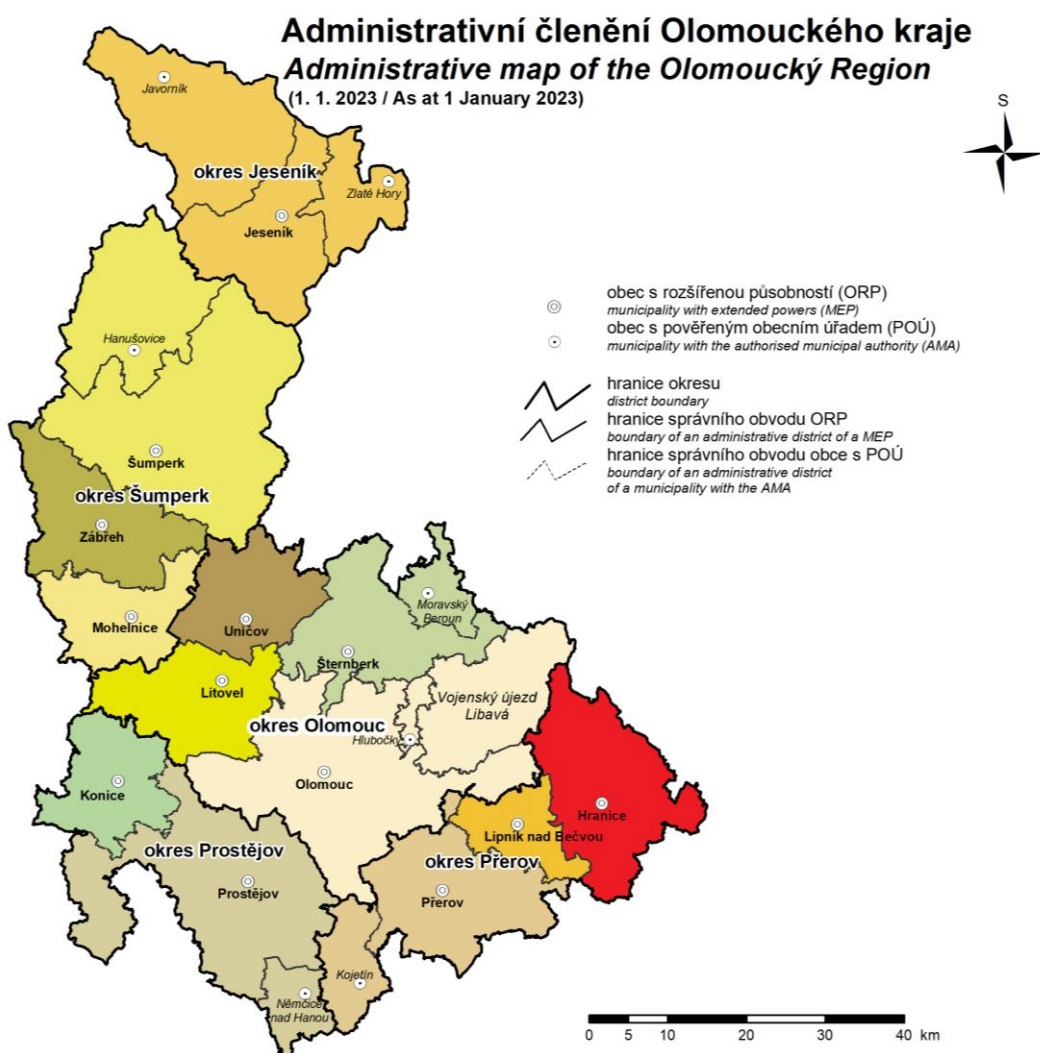 Administrativní členění Olomouckého kraje
Administrative map of the Olomoucký Region
(1. 1. 2023 / As at 1 January 2023)
S
Javorník
okres Jeseník
Zlaté Hory
Jeseník
obec s rozšířenou působností (ORP)
municipality with extended powers (MEP)
obec s pověřeným obecním úřadem (POÚ)
municipality with the authorised municipal authority (AMA)
hranice okresu
district boundary
hranice správního obvodu ORP
boundary of an administrative district of a MEP
hranice správního obvodu obce s POÚ
boundary of an administrative district
of a municipality with the AMA
Hanušovice
Šumperk
okres Šumperk
Zábřeh
Mohelnice
Uničov
Moravský
Beroun
Šternberk
Litovel
Vojenský újezd
Libavá
okres Olomouc
Hlubočky
Olomouc
Konice
Hranice
Lipník nad Bečvou
okres Prostějov
okres Přerov
Prostějov
Přerov
Kojetín
Němčice
nad Hanou
0 5 10 20 30 40 km